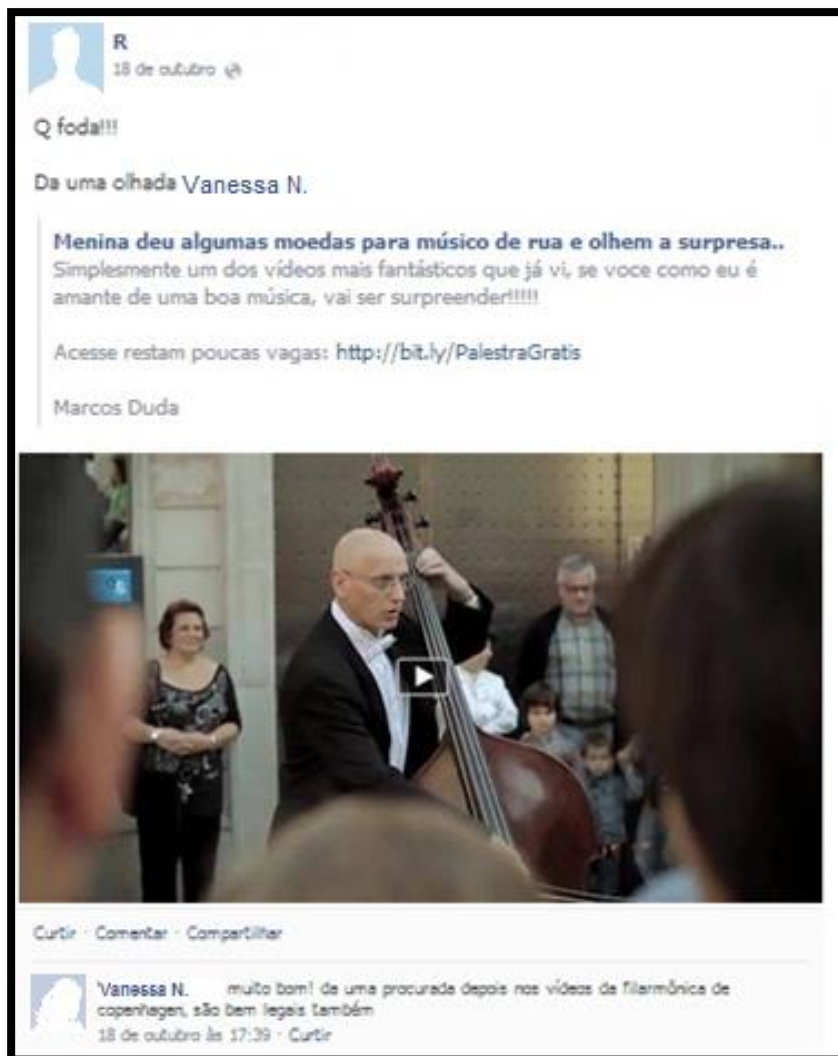 R
18 de outubro
Q foda!!!
Da uma olhada Vanessa N.
Menina deu algumas moedas para músico de rua e olhem a surpresa..
Simplesmente um dos vídeos mais fantásticos que já vi, se voce como eu é
amante de uma boa música, vai ser surpreender!!!!!
Acesse restam poucas vagas: http://bit.ly/PalestraGratis
Marcos Duda
Curtir · Comentar · Compartilhar
Vanessa N. muito bom! da uma procurada depois nos vídeos da filarmônica de
copenhagen, são bem legais também
18 de outubro às 17:39 · Curtir